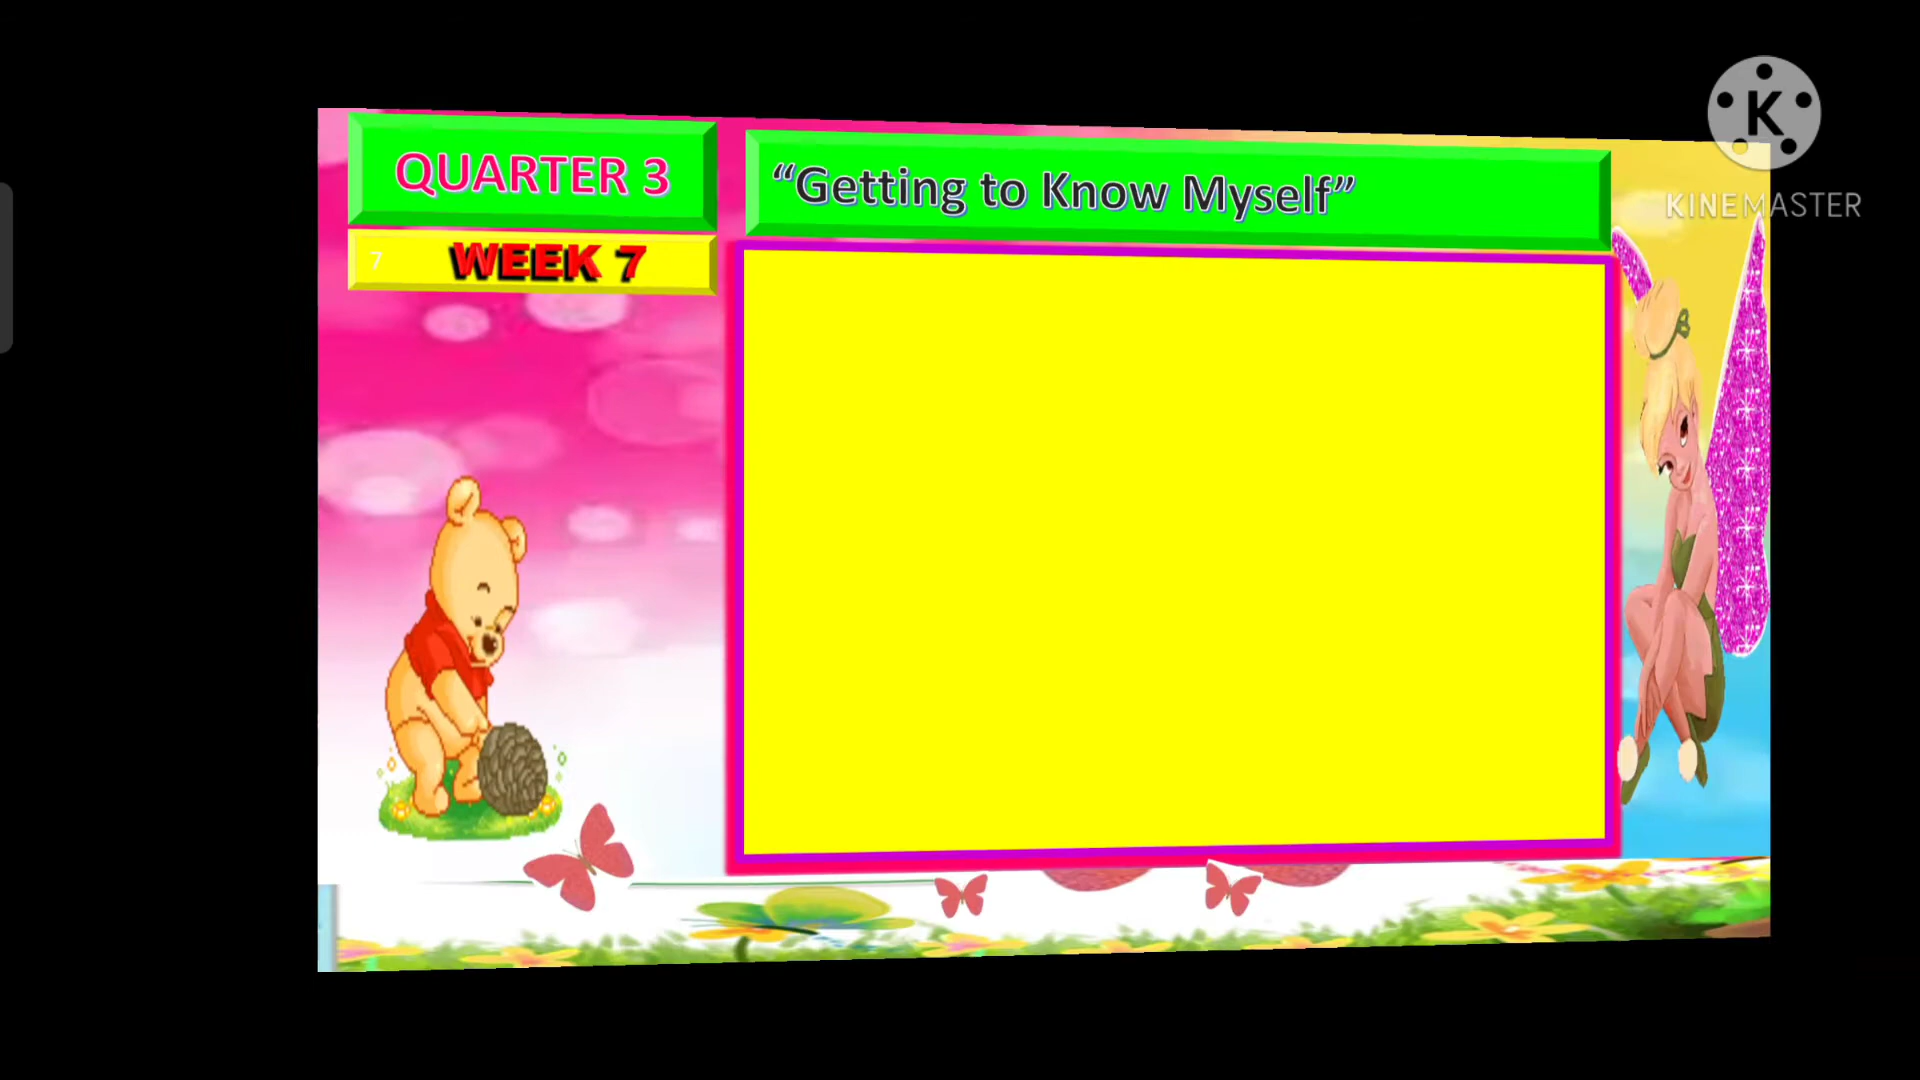 QUARTER 3
"Getting to Know Myself"
7
WEEK 7
K
KINEMASTER